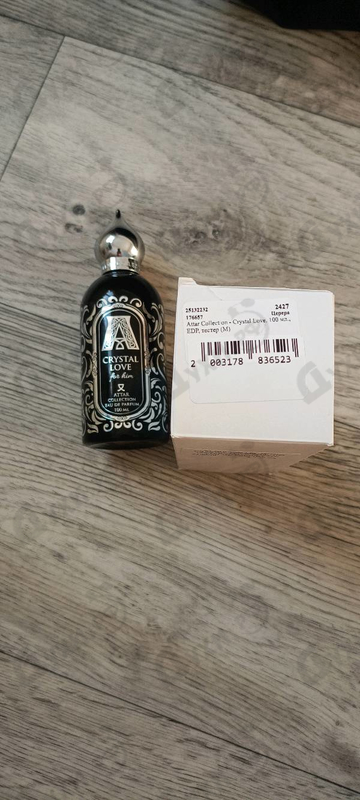 CRYSTAL
LOVE
for him
ATTAR
COLLECTION
EAU DE PARFUM
100 ML
25132232 2427
176657 Церера
Attar Collection - Crystal Love, 100 мл.,
EDP, тестер (M)
2 003178 836523